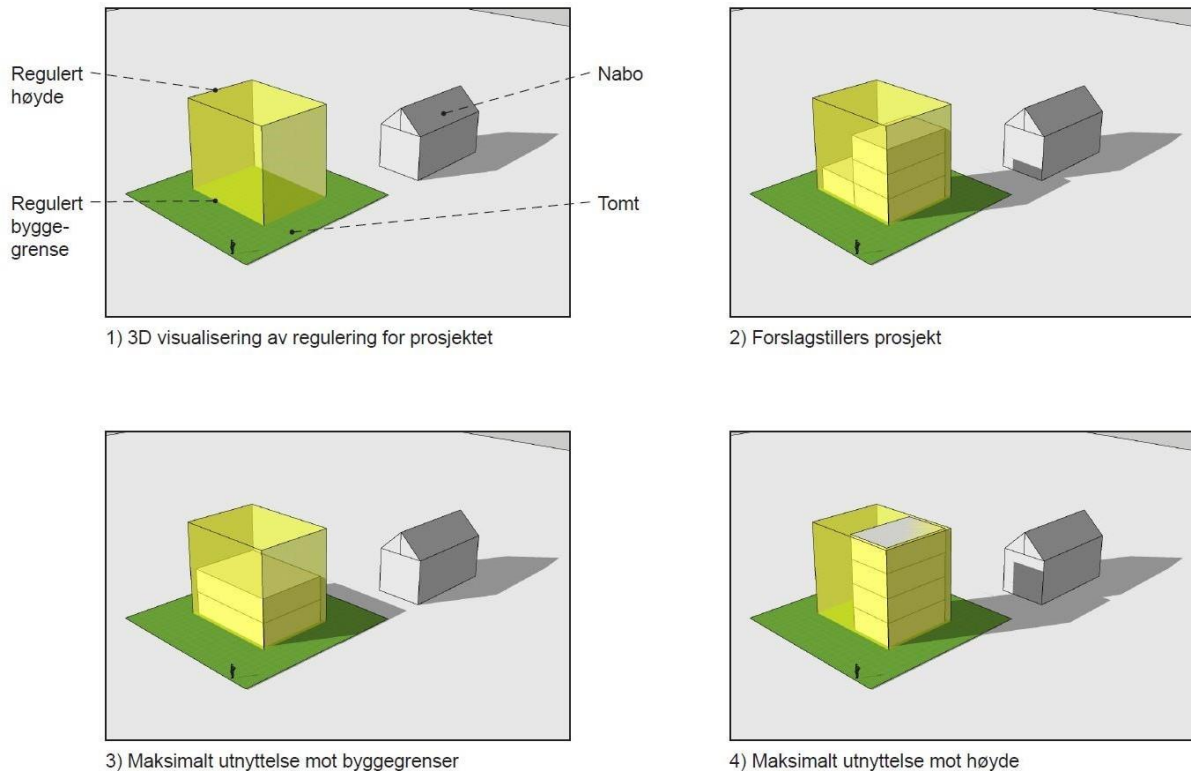 Regulert
høyde
Nabo
Regulert
bygge-
grense
Tomt
1) 3D visualisering av regulering for prosjektet
2) Forslagstillers prosjekt
3) Maksimalt utnyttelse mot byggegrenser
4) Maksimalt utnyttelse mot høyde